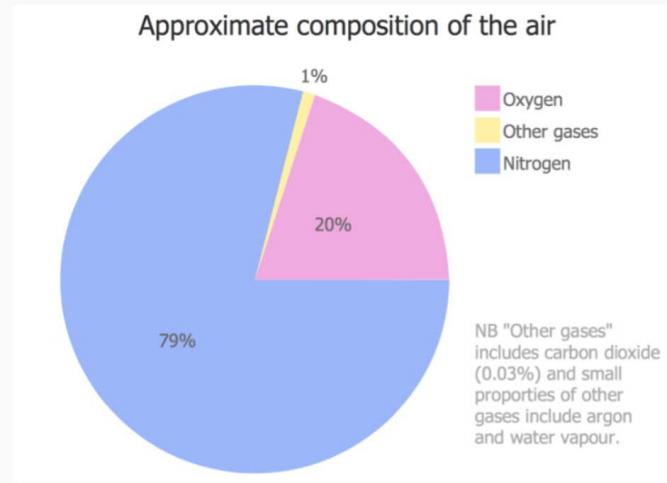 Approximate composition of the air
1%
Oxygen
Other gases
Nitrogen
20%
79%
NB "Other gases"
includes carbon dioxide
(0.03%) and small
proporties of other
gases include argon
and water vapour.